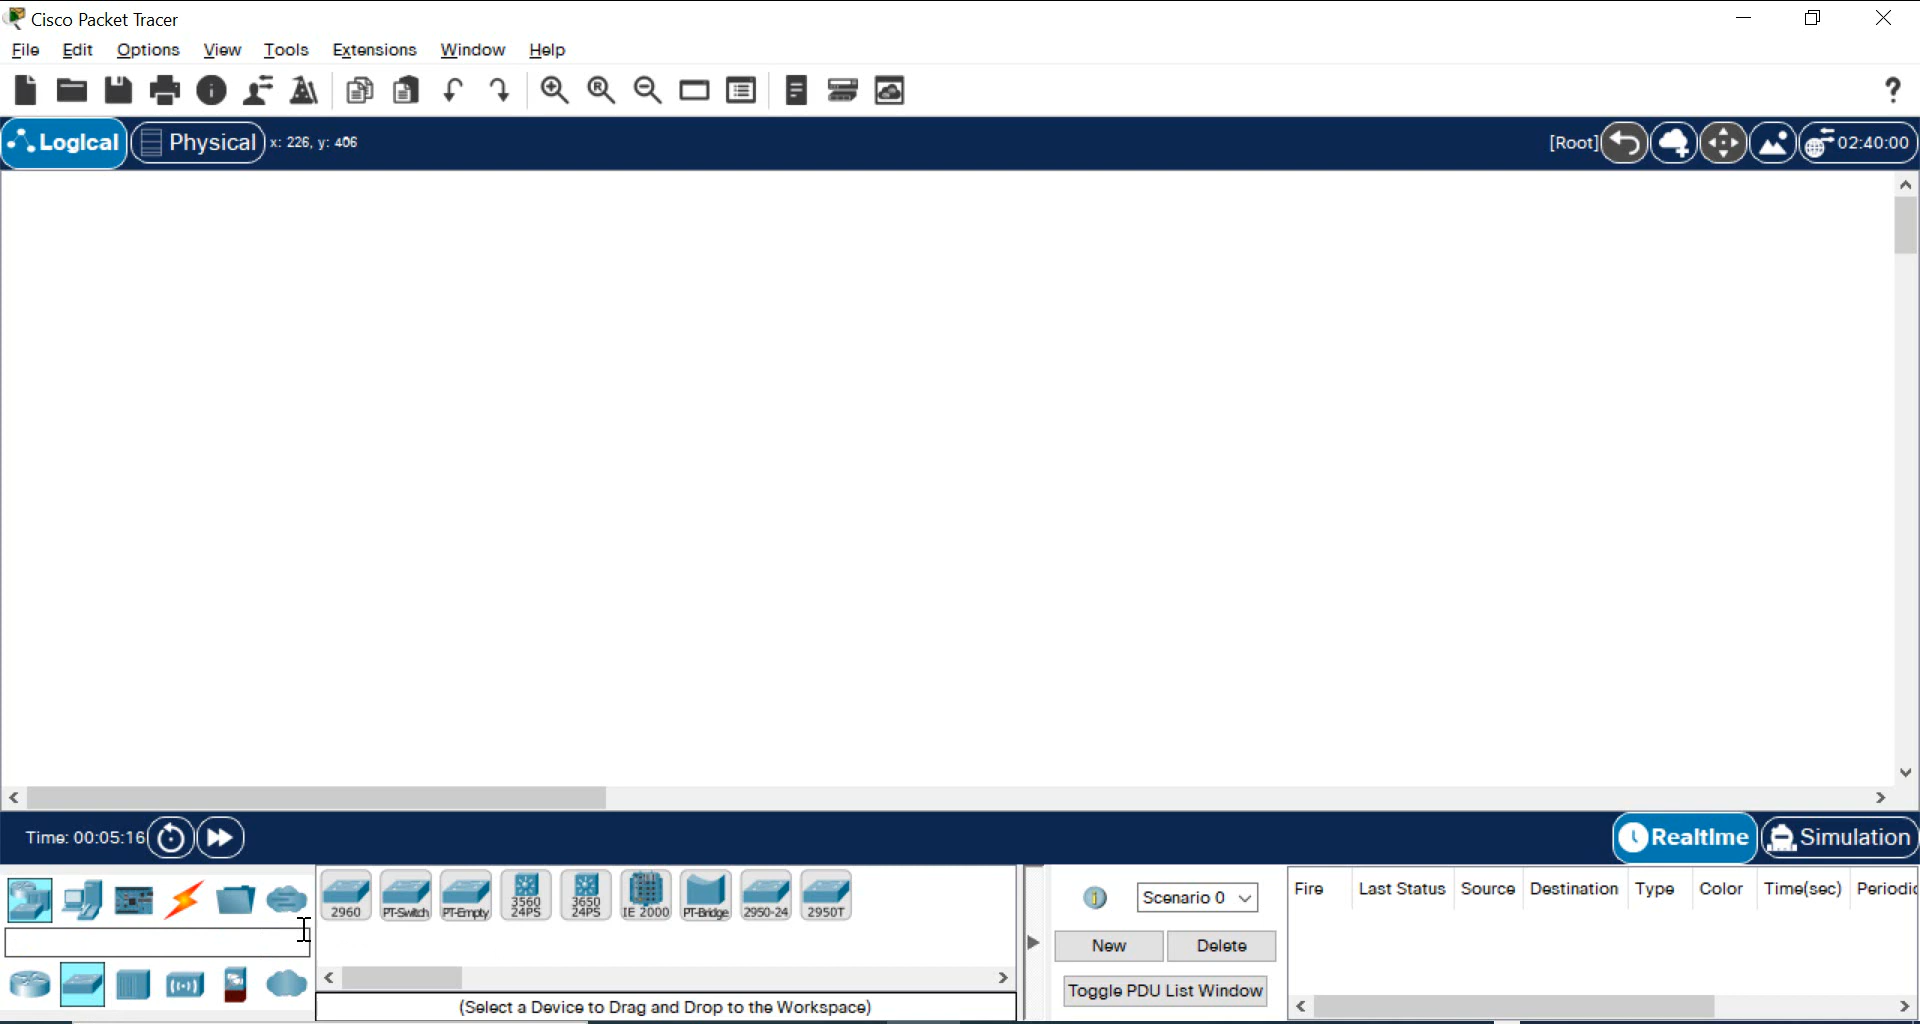 Cisco Packet Tracer
File Edit Options View Tools Extensions Window Help
Logical Physical x: 226, y: 406 [Root] 02:40:00
Time: 00:05:16 Realtime Simulation
2960 PT-Switch PT-Empty 3560 24PS 3650 24PS IE 2000 PT-Bridge 2950-24 2950T
Scenario 0
New Delete
Toggle PDU List Window
Fire Last Status Source Destination Type Color Time(sec) Periodic
(Select a Device to Drag and Drop to the Workspace)